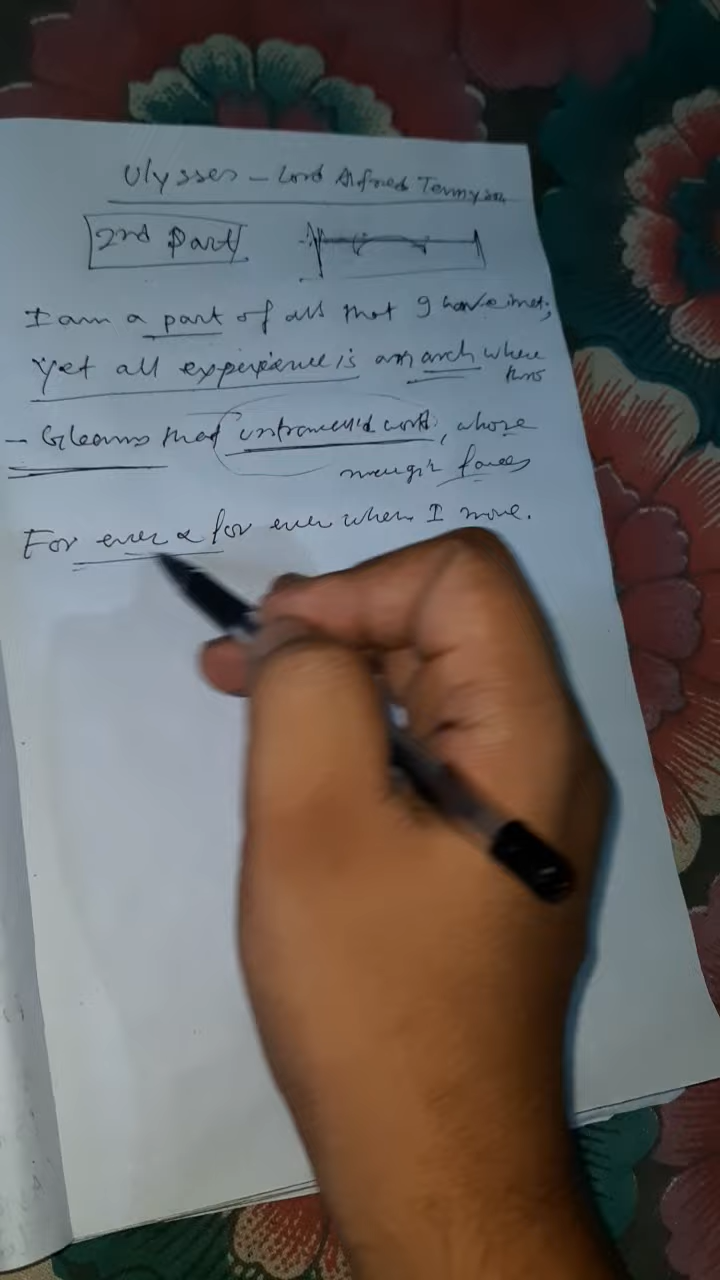 Ulysses - Lord Alfred Tennyson
2nd Part
I am a part of all that I have met;
Yet all experience is an arch where
thro
- Gleams that untravell'd world, whose
margin fades
For ever & for ever when I move.